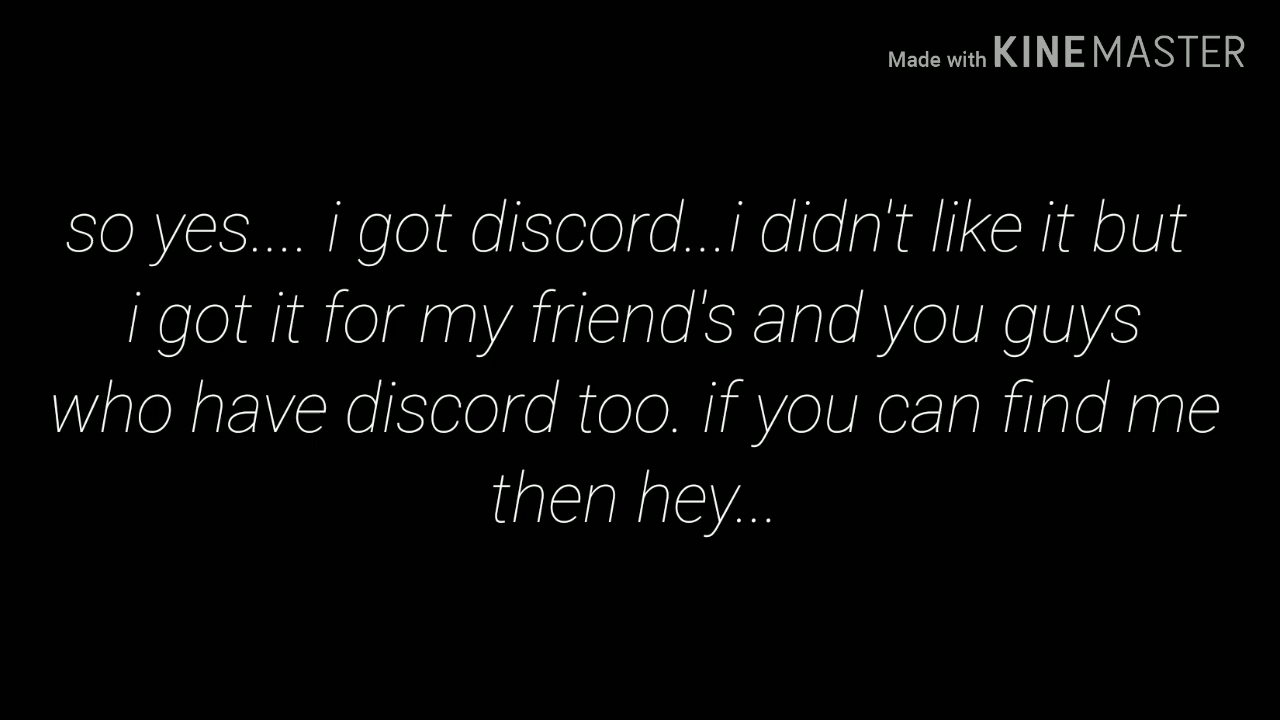 Made with KINEMASTER
so yes.... i got discord...i didn't like it but
i got it for my friend's and you guys
who have discord too. if you can find me
then hey...